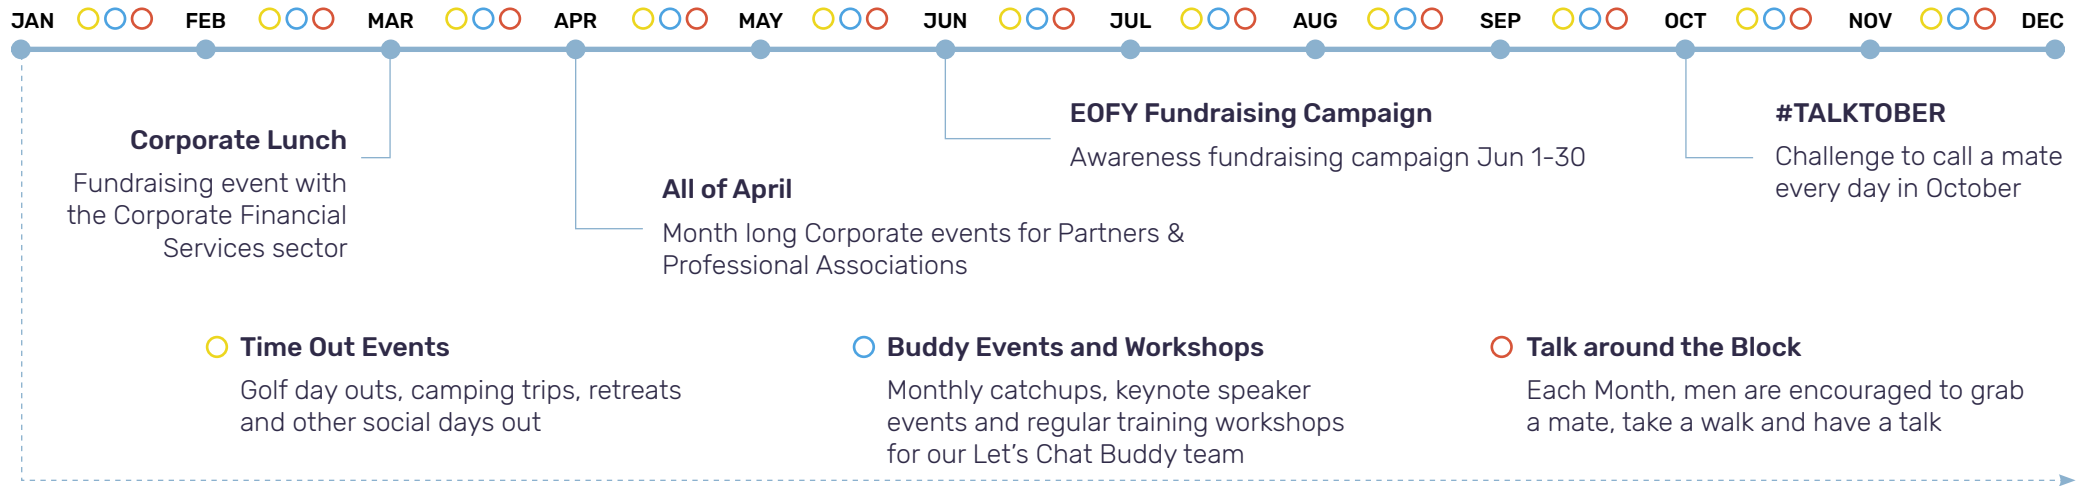 JAN FEB MAR APR MAY JUN JUL AUG SEP OCT NOV DEC
Corporate Lunch
Fundraising event with
the Corporate Financial
Services sector
All of April
Month long Corporate events for Partners &
Professional Associations
EOFY Fundraising Campaign
Awareness fundraising campaign Jun 1-30
#TALKTOBER
Challenge to call a mate
every day in October
Time Out Events
Golf day outs, camping trips, retreats
and other social days out
Buddy Events and Workshops
Monthly catchups, keynote speaker
events and regular training workshops
for our Let’s Chat Buddy team
Talk around the Block
Each Month, men are encouraged to grab
a mate, take a walk and have a talk